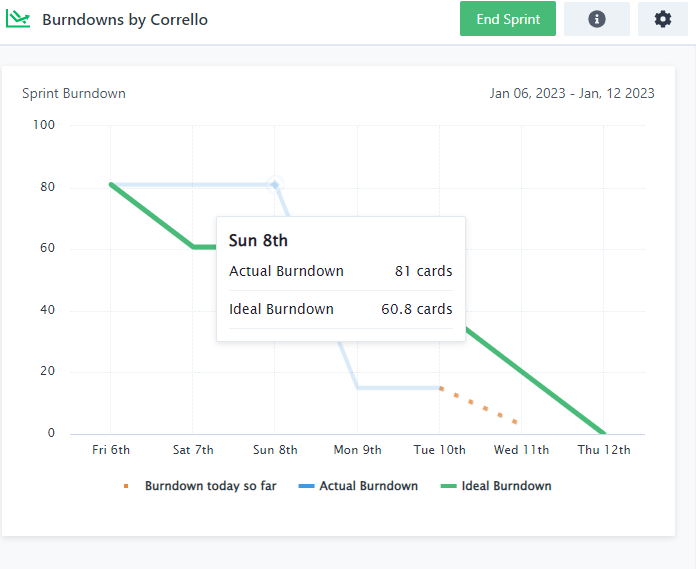 Burndowns by Corrello
End Sprint
Sprint Burndown
Jan 06, 2023 - Jan, 12 2023
100
80
60
40
20
0
Sun 8th
Actual Burndown 81 cards
Ideal Burndown 60.8 cards
Fri 6th Sat 7th Sun 8th Mon 9th Tue 10th Wed 11th Thu 12th
Burndown today so far Actual Burndown Ideal Burndown